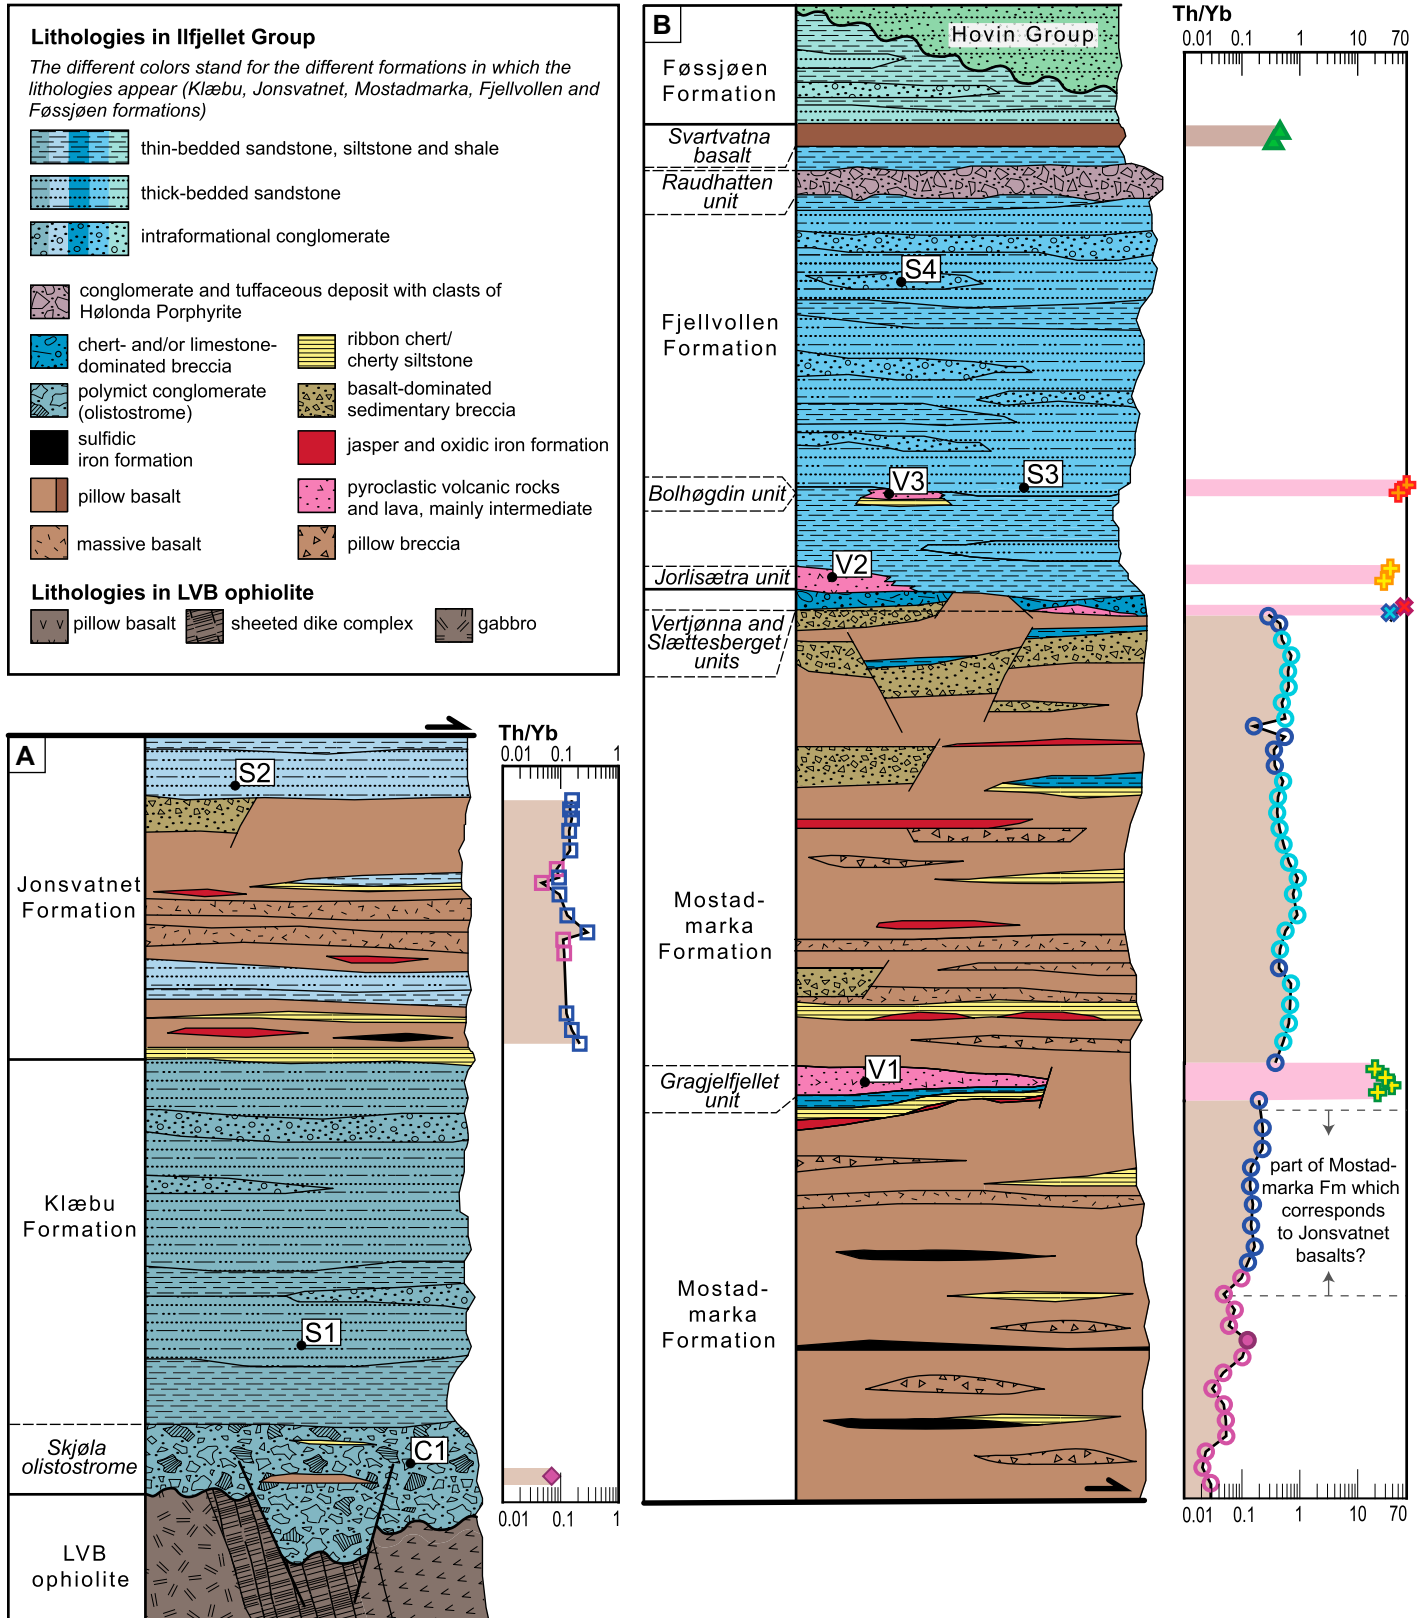 Lithologies in Ilfjellet Group
The different colors stand for the different formations in which the
lithologies appear (Klæbu, Jonsvatnet, Mostadmarka, Fjellvollen and
Føssjøen formations)
thin-bedded sandstone, siltstone and shale
thick-bedded sandstone
intraformational conglomerate
conglomerate and tuffaceous deposit with clasts of
Hølonda Porphyrite
chert- and/or limestone-
dominated breccia
ribbon chert/
cherty siltstone
polymict conglomerate
(olistostrome)
basalt-dominated
sedimentary breccia
sulfidic
iron formation
jasper and oxidic iron formation
pillow basalt
pyroclastic volcanic rocks
and lava, mainly intermediate
massive basalt
pillow breccia
Lithologies in LVB ophiolite
pillow basalt
sheeted dike complex
gabbro
A
Th/Yb
0.01 0.1 1
S2
Jonsvatnet
Formation
Klæbu
Formation
S1
Skjøla
olistostrome
C1
LVB
ophiolite
0.01 0.1 1
B
Th/Yb
0.01 0.1 1 10 70
Hovin Group
Føssjøen
Formation
Svartvatna
basalt
Raudhatten
unit
S4
Fjellvollen
Formation
V3
S3
Bolhøgdin unit
V2
Jorlisætra unit
Vertjønna and
Slættesberget
units
Mostad-
marka
Formation
V1
Gragjelfjellet
unit
part of Mostad-
marka Fm which
corresponds
to Jonsvatnet
basalts?
Mostad-
marka
Formation
0.01 0.1 1 10 70